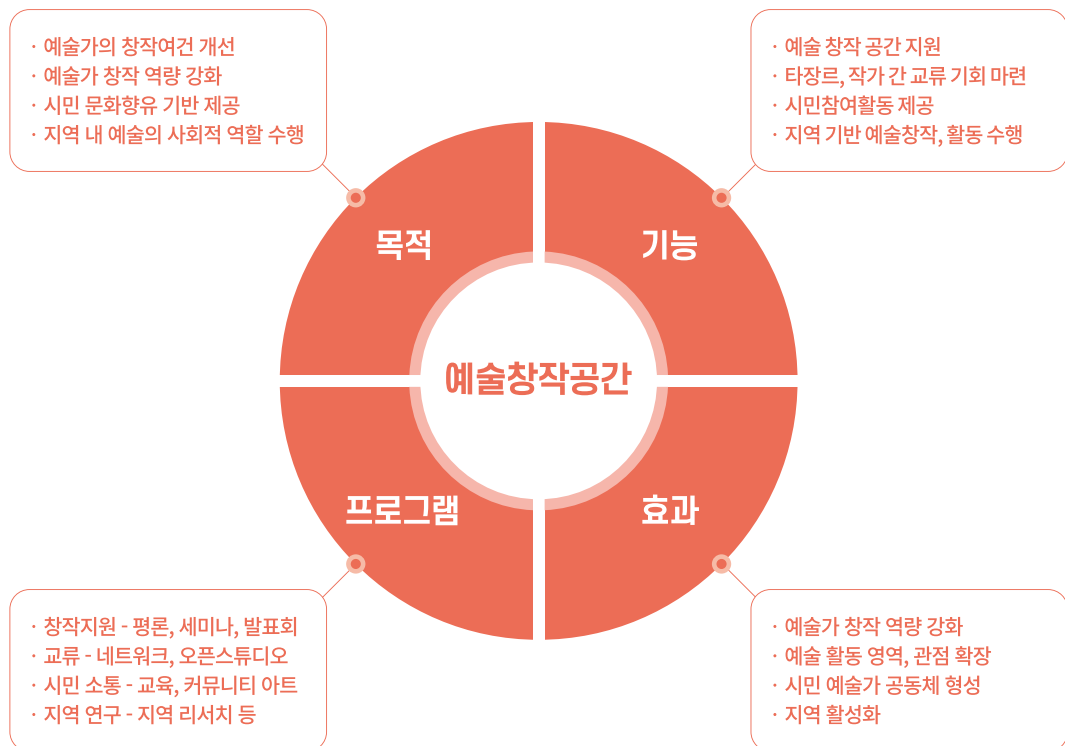 · 예술가의 창작여건 개선
· 예술가 창작 역량 강화
· 시민 문화향유 기반 제공
· 지역 내 예술의 사회적 역할 수행
· 예술 창작 공간 지원
· 타장르, 작가 간 교류 기회 마련
· 시민참여활동 제공
· 지역 기반 예술창작, 활동 수행
목적
기능
예술창작공간
프로그램
효과
· 창작지원 - 평론, 세미나, 발표회
· 교류 - 네트워크, 오픈스튜디오
· 시민 소통 - 교육, 커뮤니티 아트
· 지역 연구 - 지역 리서치 등
· 예술가 창작 역량 강화
· 예술 활동 영역, 관점 확장
· 시민 예술가 공동체 형성
· 지역 활성화